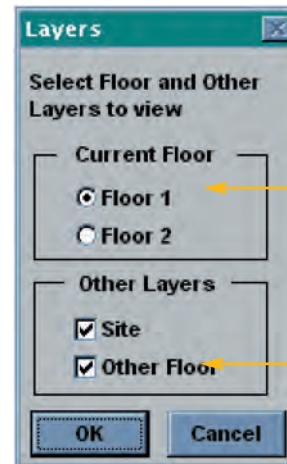 Layers
Select Floor and Other
Layers to view
Current Floor
Floor 1
Floor 2
Other Layers
Site
Other Floor
OK Cancel